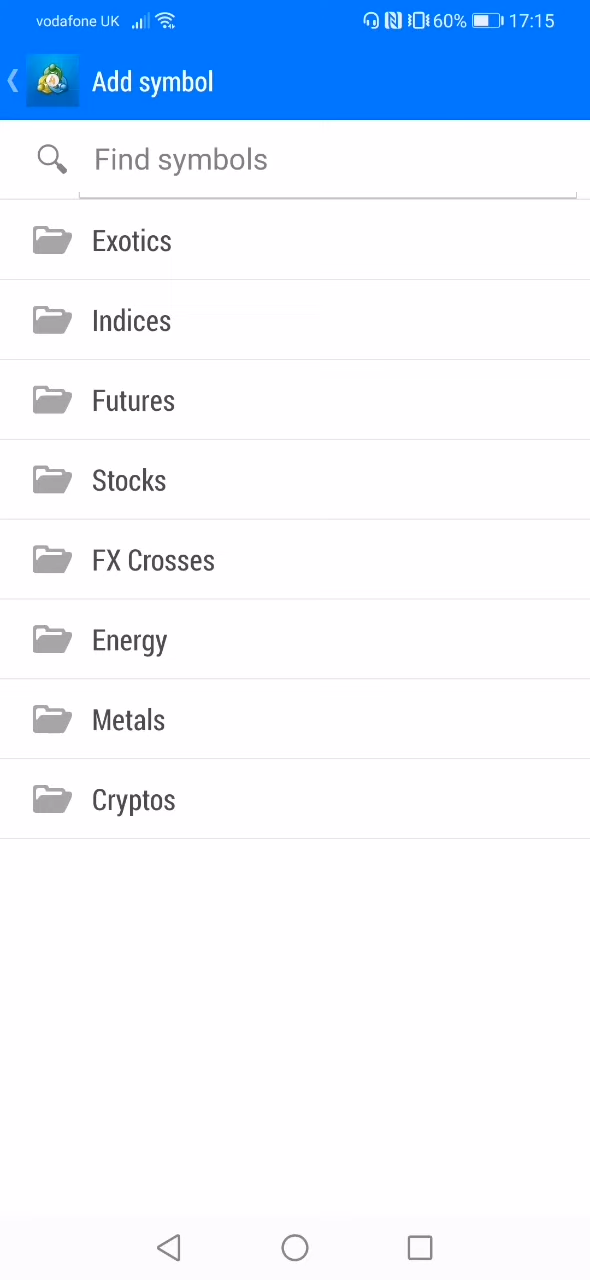 vodafone UK 60% 17:15
Add symbol
Find symbols
Exotics
Indices
Futures
Stocks
FX Crosses
Energy
Metals
Cryptos